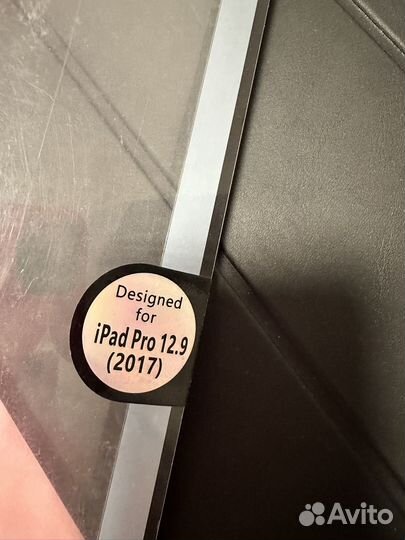 Designed
for
iPad Pro 12.9
(2017)
Avito